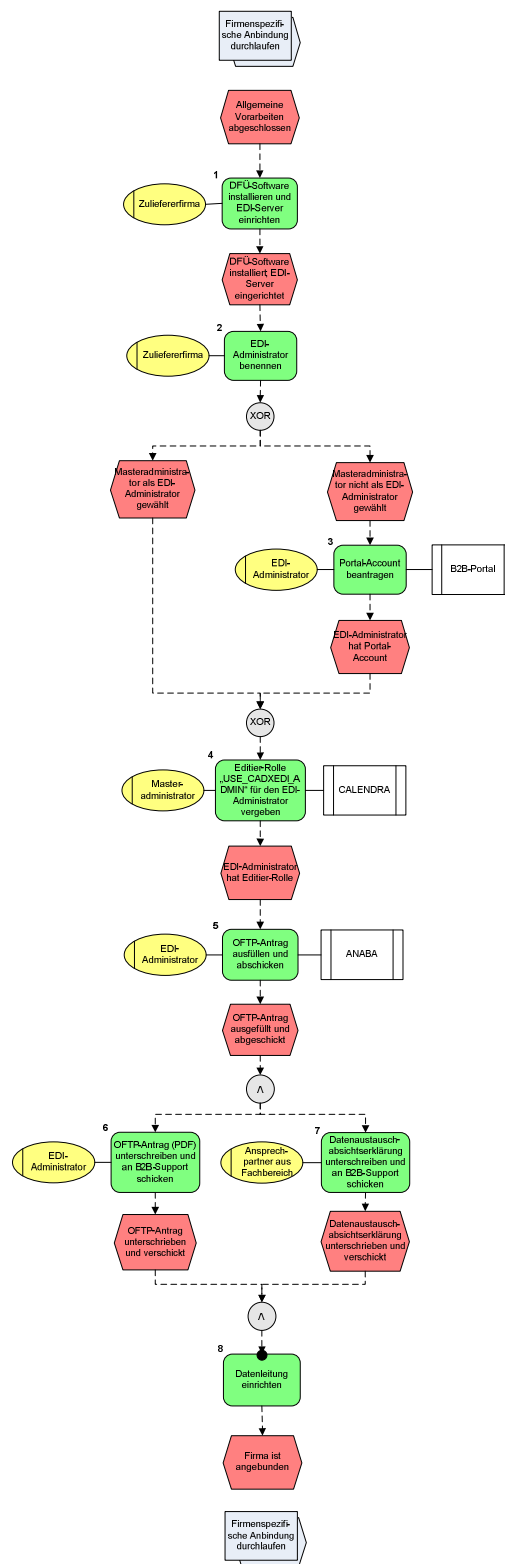 Firmenspezifi-
sche Anbindung
durchlaufen
Allgemeine
Vorarbeiten
abgeschlossen
1
Zuliefererfirma
DFÜ-Software
installieren und
EDI-Server
einrichten
DFÜ-Software
installiert, EDI-
Server
eingerichtet
2
Zuliefererfirma
EDI-
Administrator
benennen
XOR
Masteradministra-
tor als EDI-
Administrator
gewählt
Masteradministra-
tor nicht als EDI-
Administrator
gewählt
3
EDI-
Administrator
Portal-Account
beantragen
B2B-Portal
EDI-Administrator
hat Portal-
Account
XOR
4
Master-
administrator
Editier-Rolle
„USE_CADXEDI_A
DMIN“ für den EDI-
Administrator
vergeben
CALENDRA
EDI-Administrator
hat Editier-Rolle
5
EDI-
Administrator
OFTP-Antrag
ausfüllen und
abschicken
ANABA
OFTP-Antrag
ausgefüllt und
abgeschickt
Λ
6
EDI-
Administrator
OFTP-Antrag (PDF)
unterschreiben und
an B2B-Support
schicken
7
Ansprech-
partner aus
Fachbereich
Datenaustausch-
absichtserklärung
unterschreiben und
an B2B-Support
schicken
OFTP-Antrag
unterschrieben
und verschickt
Datenaustausch-
absichtserklärung
unterschrieben und
verschickt
Λ
8
Datenleitung
einrichten
Firma ist
angebunden
Firmenspezifi-
sche Anbindung
durchlaufen